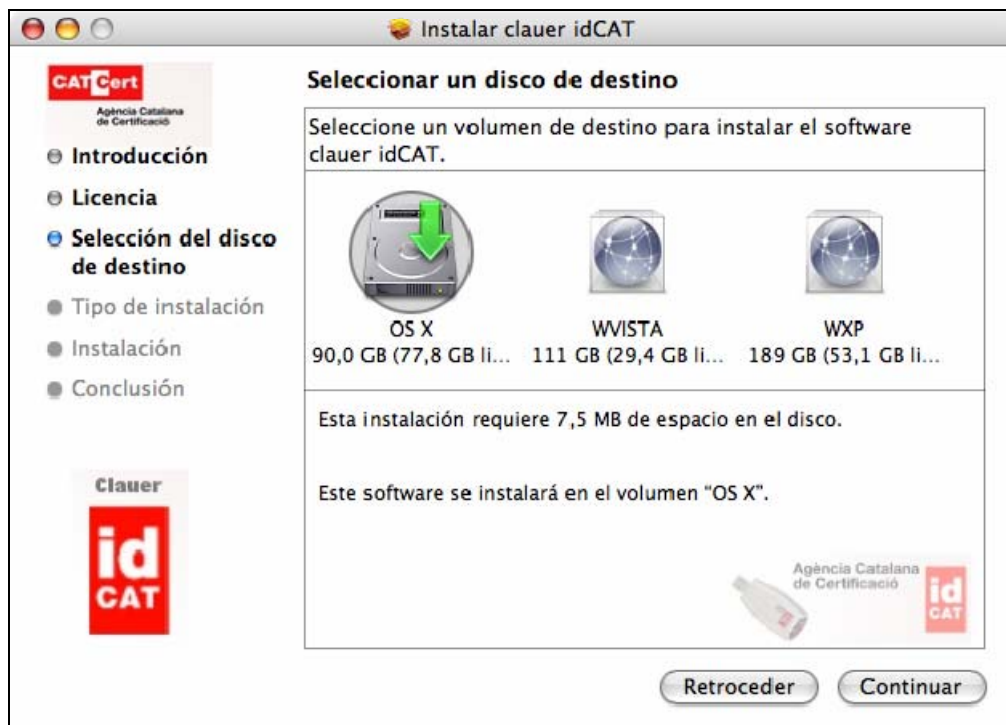 Instalar clauer idCAT
CATCert
Agència Catalana
de Certificació
Introducción
Licencia
Selección del disco
de destino
Tipo de instalación
Instalación
Conclusión
Clauer
id
CAT
Seleccionar un disco de destino
Seleccione un volumen de destino para instalar el software
clauer idCAT.
OS X
90,0 GB (77,8 GB li...
WVISTA
111 GB (29,4 GB li...
WXP
189 GB (53,1 GB li...
Esta instalación requiere 7,5 MB de espacio en el disco.
Este software se instalará en el volumen “OS X”.
Agència Catalana
de Certificació
id
CAT
Retroceder
Continuar